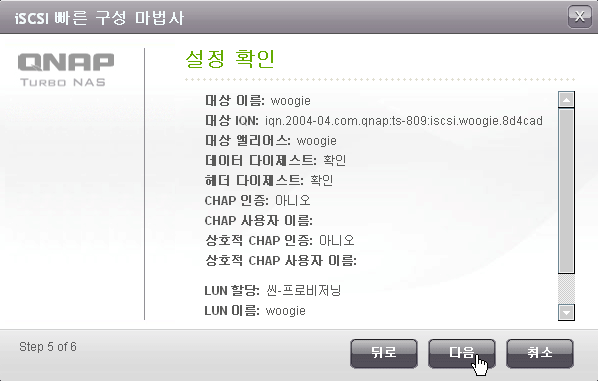 iSCSI 빠른 구성 마법사
X
QNAP
TURBO NAS
설정 확인
대상 이름: woogie
대상 IQN: iqn.2004-04.com.qnap:ts-809:iscsi.woogie.8d4cad
대상 앨리어스: woogie
데이터 다이제스트: 확인
헤더 다이제스트: 확인
CHAP 인증: 아니오
CHAP 사용자 이름:
상호적 CHAP 인증: 아니오
상호적 CHAP 사용자 이름:
LUN 할당: 씬-프로비저닝
LUN 이름: woogie
Step 5 of 6
뒤로
다음
취소